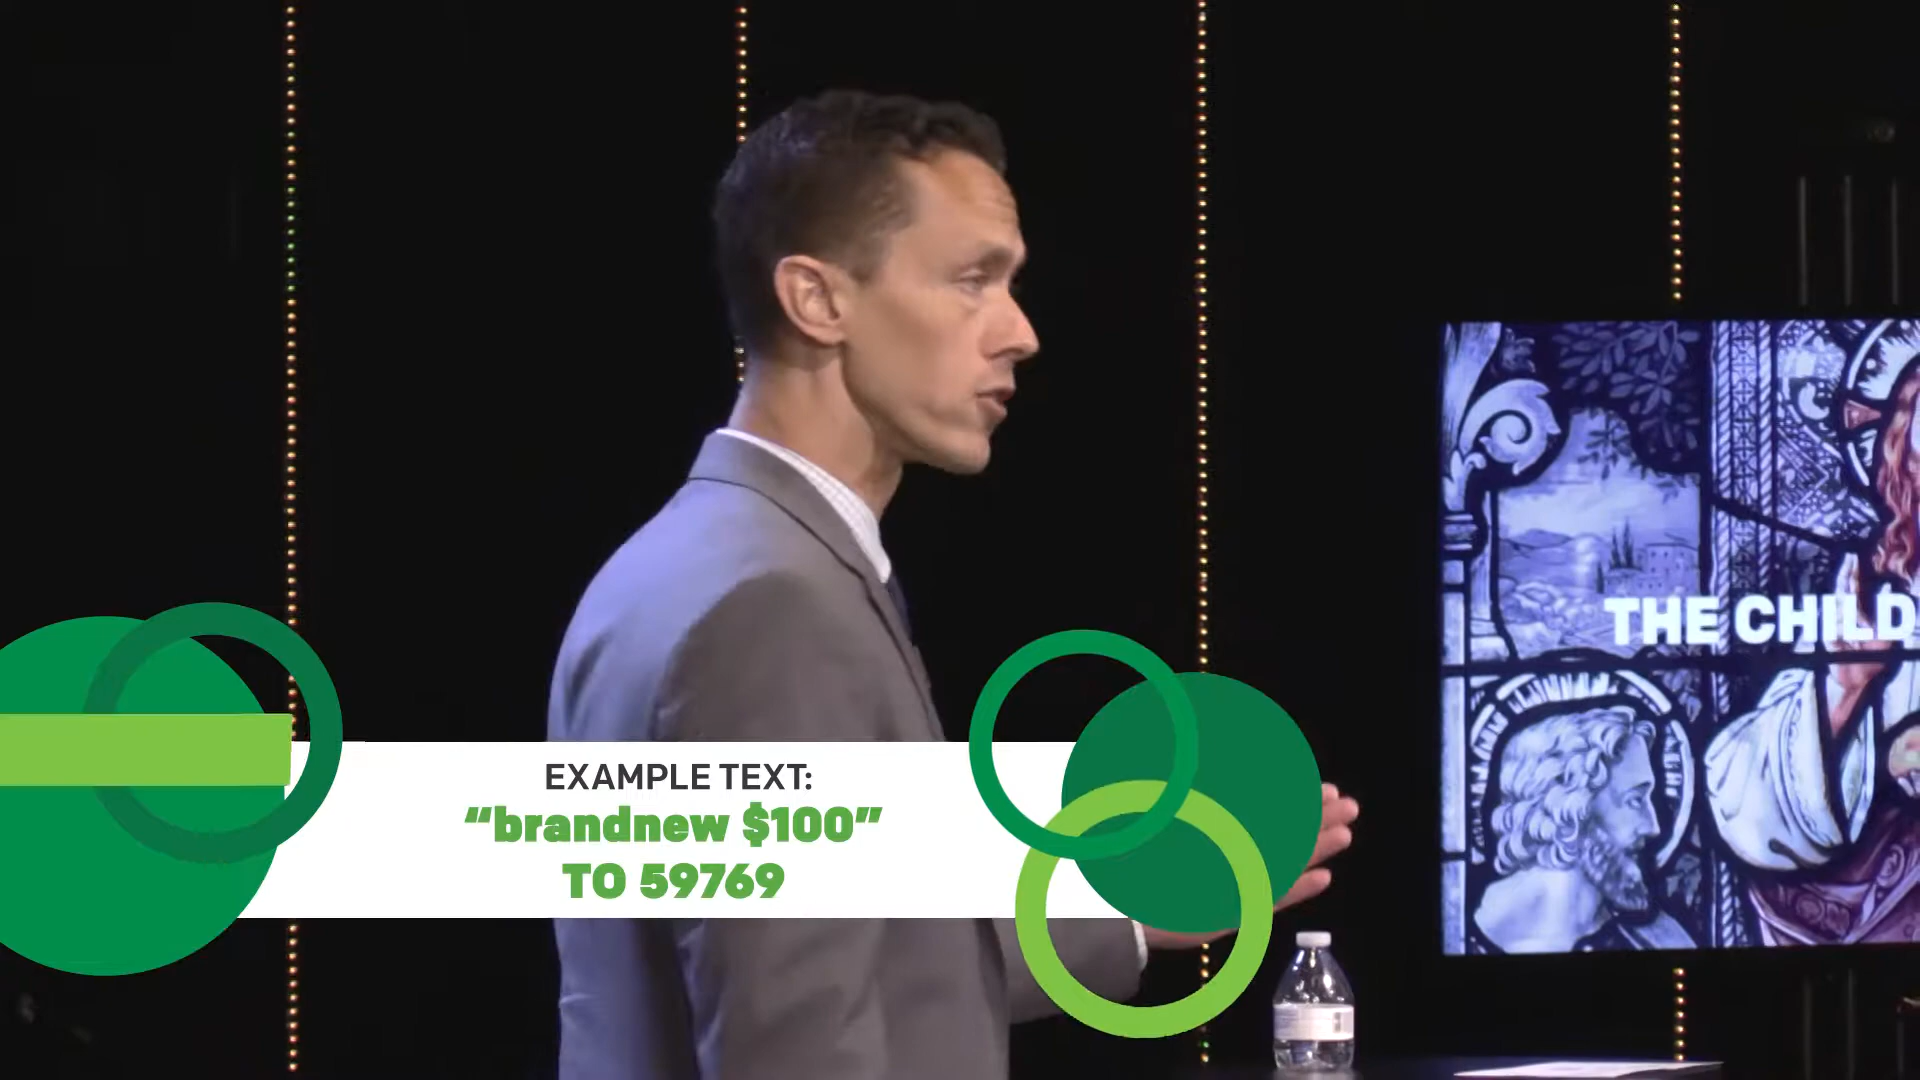 THE CHILD
EXAMPLE TEXT:
“brandnew $100”
TO 59769